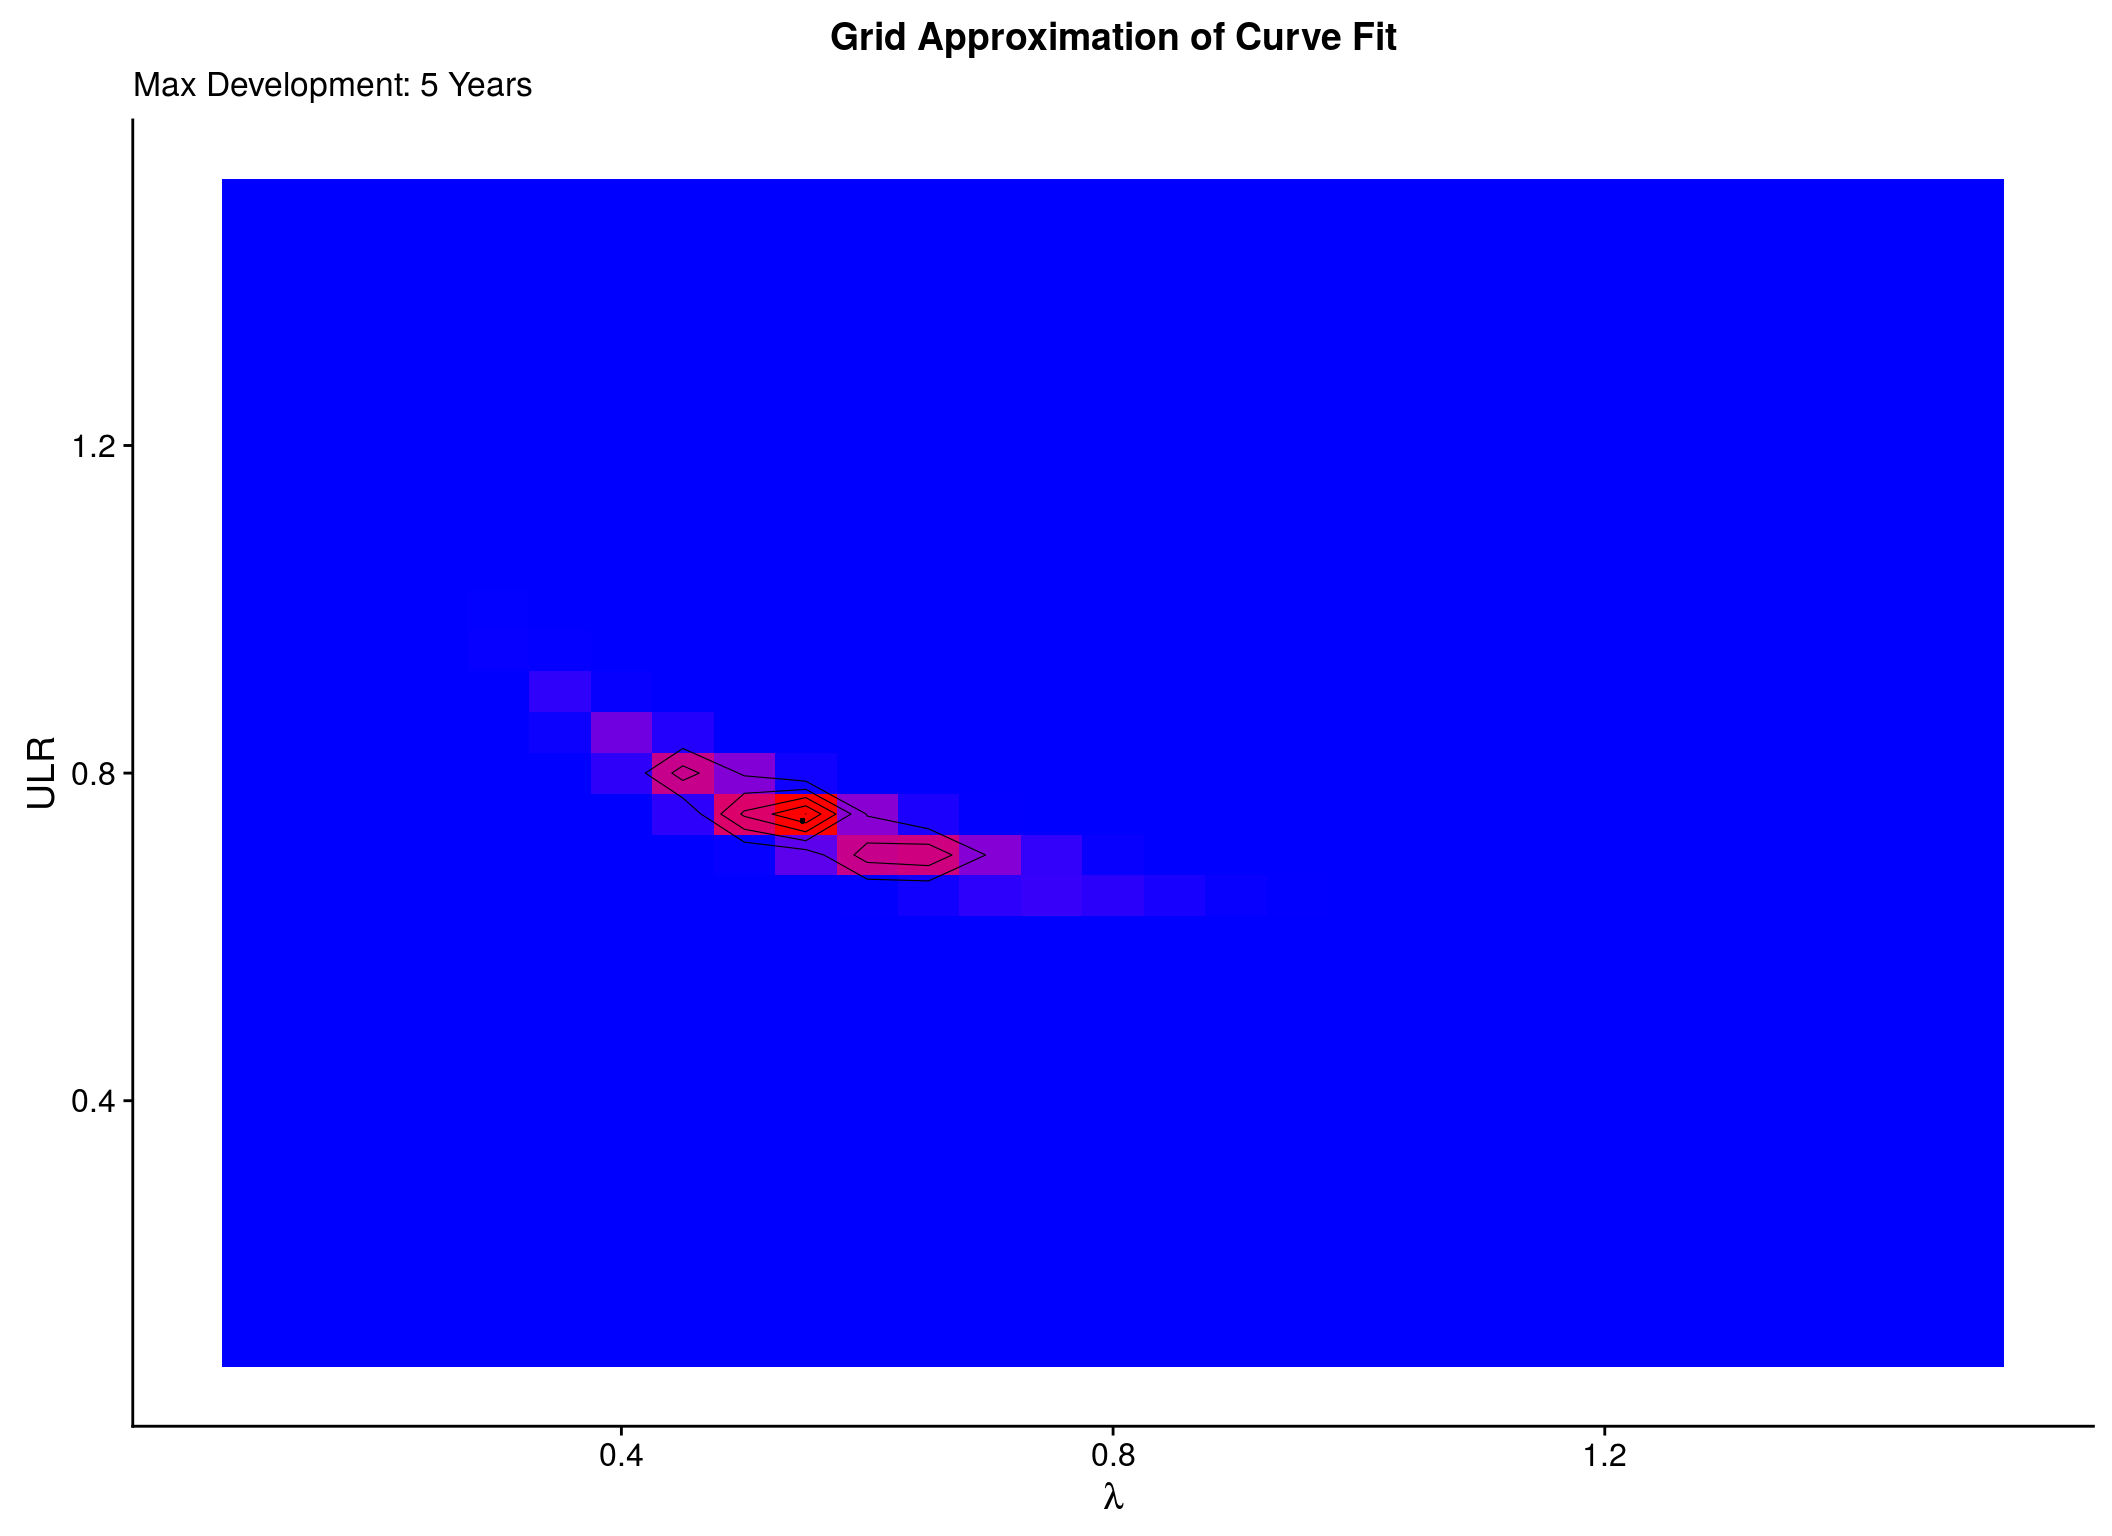 Grid Approximation of Curve Fit
Max Development: 5 Years
ULR
1.2
0.8
0.4
0.4 0.8 1.2
λ